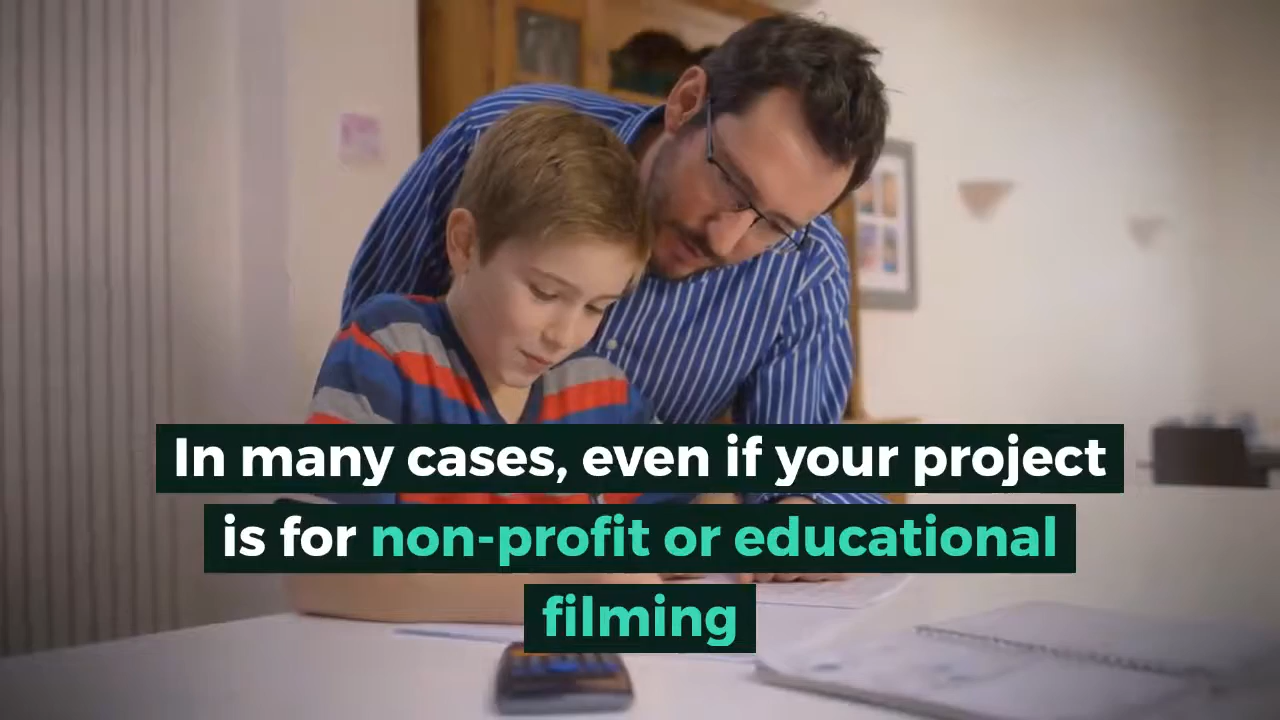 In many cases, even if your project
is for non-profit or educational
filming